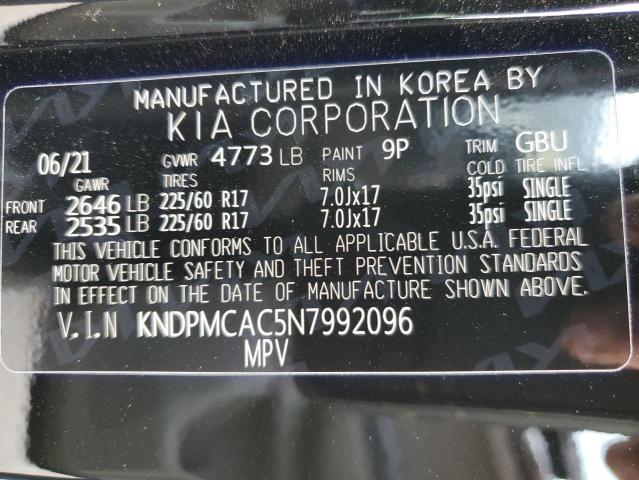 MANUFACTURED IN KOREA BY
KIA CORPORATION
06/21 GVWR 4773 LB PAINT 9P TRIM GBU
GAWR TIRES RIMS COLD TIRE INFL
FRONT 2646 LB 225/60 R17 7.0Jx17 35psi SINGLE
REAR 2535 LB 225/60 R17 7.0Jx17 35psi SINGLE
THIS VEHICLE CONFORMS TO ALL APPLICABLE U.S.A. FEDERAL
MOTOR VEHICLE SAFETY AND THEFT PREVENTION STANDARDS
IN EFFECT ON THE DATE OF MANUFACTURE SHOWN ABOVE.
V.I.N KNDPMCAC5N7992096
MPV